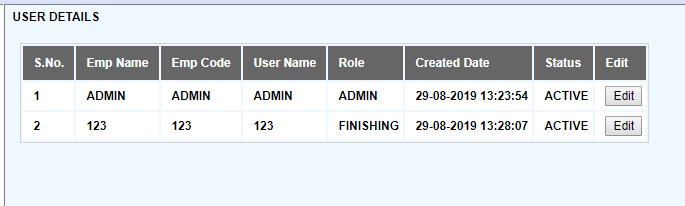 USER DETAILS
S.No. Emp Name Emp Code User Name Role Created Date Status Edit
1 ADMIN ADMIN ADMIN ADMIN 29-08-2019 13:23:54 ACTIVE Edit
2 123 123 123 FINISHING 29-08-2019 13:28:07 ACTIVE Edit